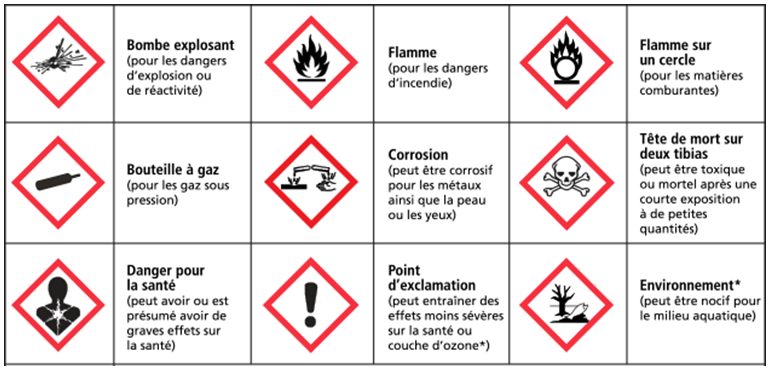 Bombe explosant
(pour les dangers
d'explosion ou
de réactivité)
Flamme
(pour les dangers
d'incendie)
Flamme sur
un cercle
(pour les matières
comburantes)
Bouteille à gaz
(pour les gaz sous
pression)
Corrosion
(peut être corrosif
pour les métaux
ainsi que la peau
ou les yeux)
Tête de mort sur
deux tibias
(peut être toxique
ou mortel après une
courte exposition
à de petites
quantités)
Danger pour
la santé
(peut avoir ou est
présumé avoir de
graves effets sur
la santé)
Point
d'exclamation
(peut entraîner des
effets moins sévères
sur la santé ou
couche d'ozone*)
Environnement*
(peut être nocif pour
le milieu aquatique)